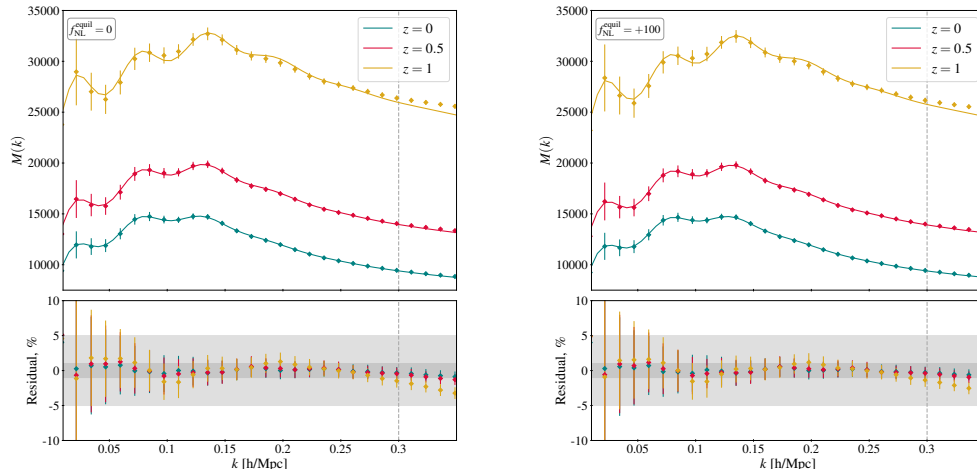 f_NL^equil = 0
z = 0
z = 0.5
z = 1
35000
30000
25000
20000
15000
10000
M(k)
10
5
0
-5
-10
Residual, %
0.05
0.1
0.15
0.2
0.25
0.3
k [h/Mpc]
f_NL^equil = +100
z = 0
z = 0.5
z = 1
35000
30000
25000
20000
15000
10000
M(k)
10
5
0
-5
-10
Residual, %
0.05
0.1
0.15
0.2
0.25
0.3
k [h/Mpc]